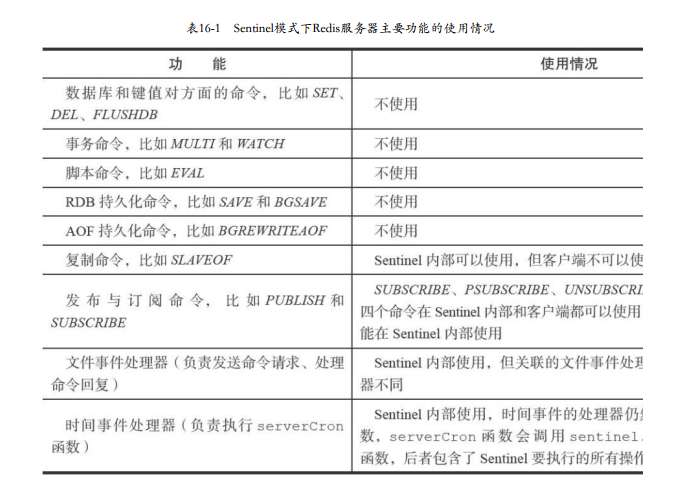 表16-1 Sentinel模式下Redis服务器主要功能的使用情况
功 能
使用情况
数据库和键值对方面的命令，比如 SET、
DEL、FLUSHDB
不使用
事务命令，比如 MULTI 和 WATCH
不使用
脚本命令，比如 EVAL
不使用
RDB 持久化命令，比如 SAVE 和 BGSAVE
不使用
AOF 持久化命令，比如 BGREWRITEAOF
不使用
复制命令，比如 SLAVEOF
Sentinel 内部可以使用，但客户端不可以使
发布与订阅命令，比如 PUBLISH 和
SUBSCRIBE
SUBSCRIBE、PSUBSCRIBE、UNSUBSCRI
四个命令在 Sentinel 内部和客户端都可以使用
能在 Sentinel 内部使用
文件事件处理器（负责发送命令请求、处理
命令回复）
Sentinel 内部使用，但关联的文件事件处理
器不同
时间事件处理器（负责执行 serverCron
函数）
Sentinel 内部使用，时间事件的处理器仍
数，serverCron 函数会调用 sentinel.
函数，后者包含了 Sentinel 要执行的所有操作